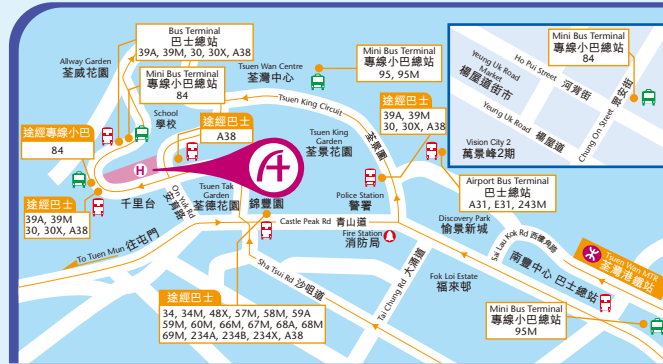 Bus Terminal
巴士總站
39A, 39M, 30, 30X, A38
Allway Garden
荃威花園
Mini Bus Terminal
專線小巴總站
84
School
學校
Tsuen Wan Centre
荃灣中心
Mini Bus Terminal
專線小巴總站
95, 95M
Tsuen King Circuit
荃景圍
途經巴士
39A, 39M
30, 30X, A38
途經巴士
A38
途經專線小巴
84
H
Tsuen King
Garden
荃景花園
Yeung Uk Road
Market
楊屋道街市
Ho Pui Street 河背街
Mini Bus Terminal
專線小巴總站
84
Chung On Street 眾安街
Yeung Uk Road 楊屋道
Vision City 2
萬景峰2期
Airport Bus Terminal
巴士總站
A31, E31, 243M
途經巴士
39A, 39M
30, 30X, A38
千里台
On Yuk Rd
安育路
Tsuen Tak
Garden
荃德花園
錦豐園
Police Station
警署
Castle Peak Rd 青山道
Fire Station
消防局
Discovery Park
愉景新城
Sai Lau Kok Rd 西樓角路
Tsuen Wan MTR
荃灣港鐵站
To Tuen Mun 往屯門
Sha Tsui Rd 沙咀道
Tai Chung Rd 大涌道
Fok Loi Estate
福來邨
南豐中心 巴士總站
途經巴士
34, 34M, 48X, 57M, 58M, 59A
59M, 60M, 66M, 67M, 68A, 68M
69M, 234A, 234B, 234X, A38
Mini Bus Terminal
專線小巴總站
95M